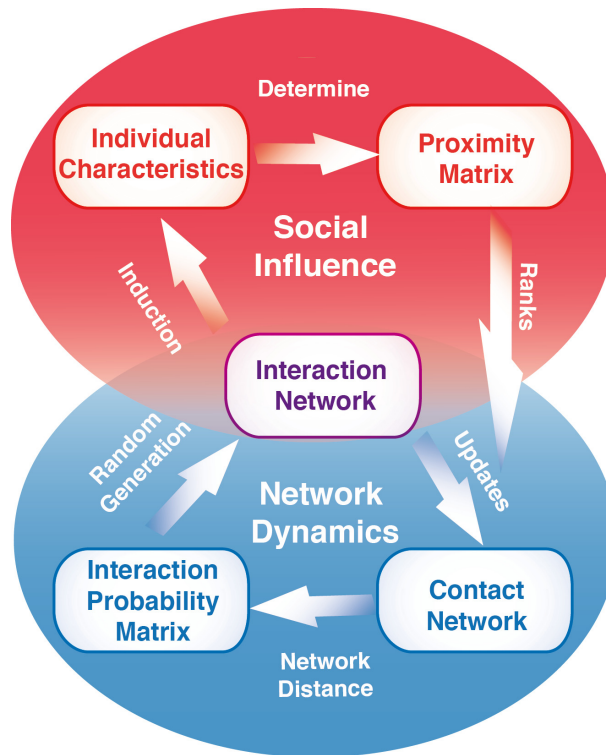 Determine
Individual
Characteristics
Proximity
Matrix
Social
Influence
Induction
Ranks
Interaction
Network
Random
Generation
Updates
Network
Dynamics
Interaction
Probability
Matrix
Contact
Network
Network
Distance